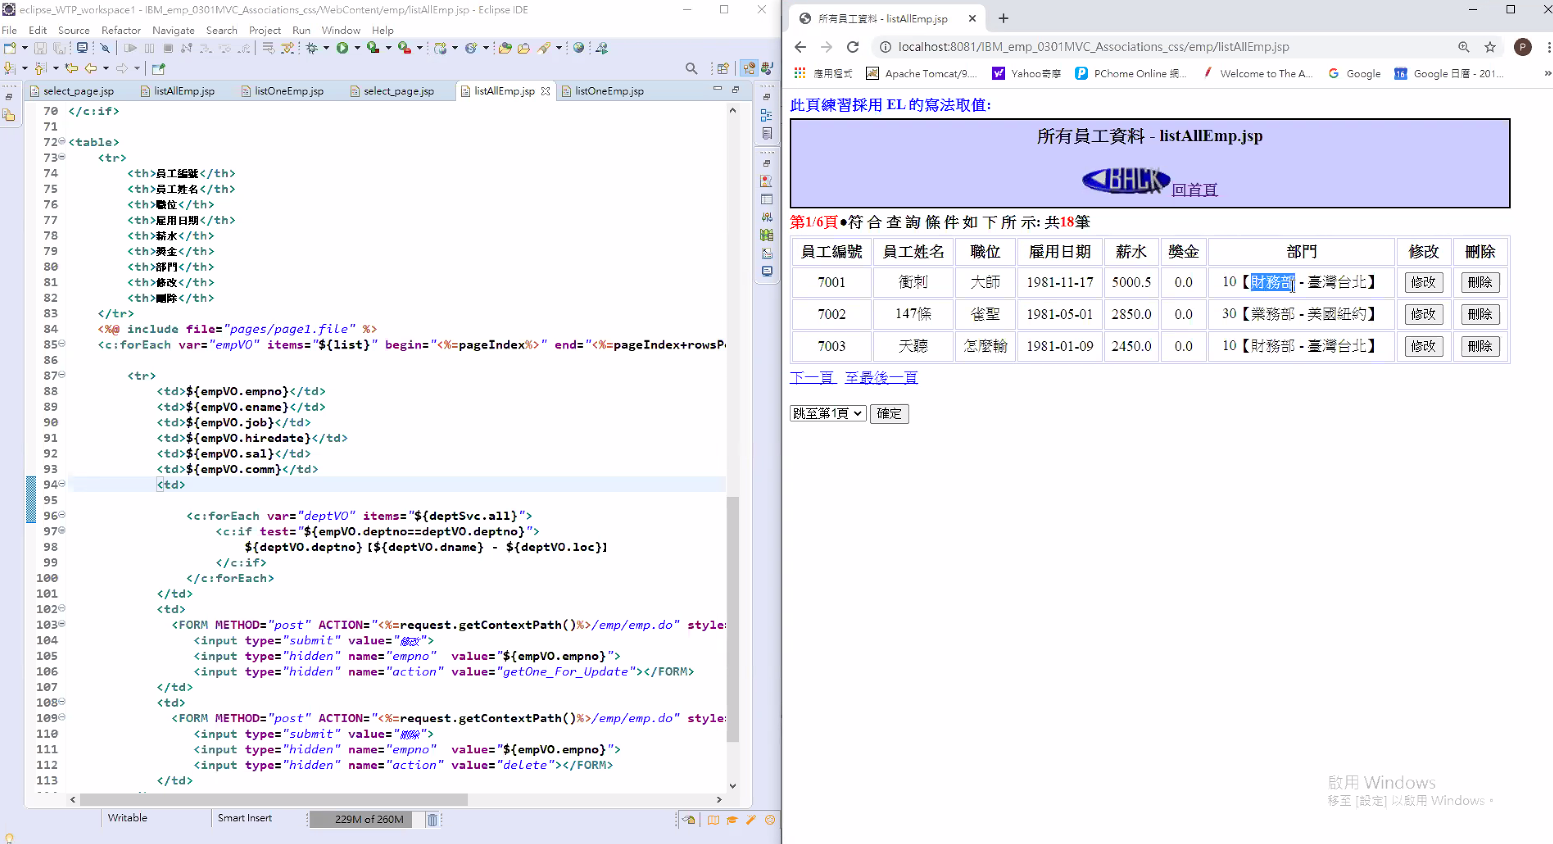 eclipse_WTP_workspace1 - IBM_emp_0301MVC_Associations_css/WebContent/emp/listAllEmp.jsp - Eclipse IDE
File Edit Source Refactor Navigate Search Project Run Window Help
select_page.jsp listAllEmp.jsp listOneEmp.jsp select_page.jsp listAllEmp.jsp listOneEmp.jsp
70 </c:if>
71
72 <table>
73 <tr>
74 <th>員工編號</th>
75 <th>員工姓名</th>
76 <th>職位</th>
77 <th>雇用日期</th>
78 <th>薪水</th>
79 <th>獎金</th>
80 <th>部門</th>
81 <th>修改</th>
82 <th>刪除</th>
83 </tr>
84 <%@ include file="pages/page1.file" %>
85 <c:forEach var="empVO" items="${list}" begin="<%=pageIndex%>" end="<%=pageIndex+rowsPe
86
87 <tr>
88 <td>${empVO.empno}</td>
89 <td>${empVO.ename}</td>
90 <td>${empVO.job}</td>
91 <td>${empVO.hiredate}</td>
92 <td>${empVO.sal}</td>
93 <td>${empVO.comm}</td>
94 <td>
95
96 <c:forEach var="deptVO" items="${deptSvc.all}">
97 <c:if test="${empVO.deptno==deptVO.deptno}">
98 ${deptVO.deptno}【${deptVO.dname} - ${deptVO.loc}】
99 </c:if>
100 </c:forEach>
101 </td>
102 <td>
103 <FORM METHOD="post" ACTION="<%=request.getContextPath()%>/emp/emp.do" style=
104 <input type="submit" value="修改">
105 <input type="hidden" name="empno" value="${empVO.empno}">
106 <input type="hidden" name="action" value="getOne_For_Update"></FORM>
107 </td>
108 <td>
109 <FORM METHOD="post" ACTION="<%=request.getContextPath()%>/emp/emp.do" style=
110 <input type="submit" value="刪除">
111 <input type="hidden" name="empno" value="${empVO.empno}">
112 <input type="hidden" name="action" value="delete"></FORM>
113 </td>
Writable Smart Insert 229M of 260M
所有員工資料 - listAllEmp.jsp
localhost:8081/IBM_emp_0301MVC_Associations_css/emp/listAllEmp.jsp
P
應用程式 Apache Tomcat/9.... Yahoo奇摩 PChome Online 網... Welcome to The A... Google Google 日曆 - 201... »
此頁練習採用 EL 的寫法取值:
所有員工資料 - listAllEmp.jsp
BACK 回首頁
第1/6頁●符 合 查 詢 條 件 如 下 所 示: 共18筆
員工編號 員工姓名 職位 雇用日期 薪水 獎金 部門 修改 刪除
7001 衝刺 大師 1981-11-17 5000.5 0.0 10【財務部 - 臺灣台北】 修改 刪除
7002 147條 雀聖 1981-05-01 2850.0 0.0 30【業務部 - 美國紐約】 修改 刪除
7003 天聽 怎麼輸 1981-01-09 2450.0 0.0 10【財務部 - 臺灣台北】 修改 刪除
下一頁 至最後一頁
跳至第1頁 確定
啟用 Windows
移至 [設定] 以啟用 Windows。